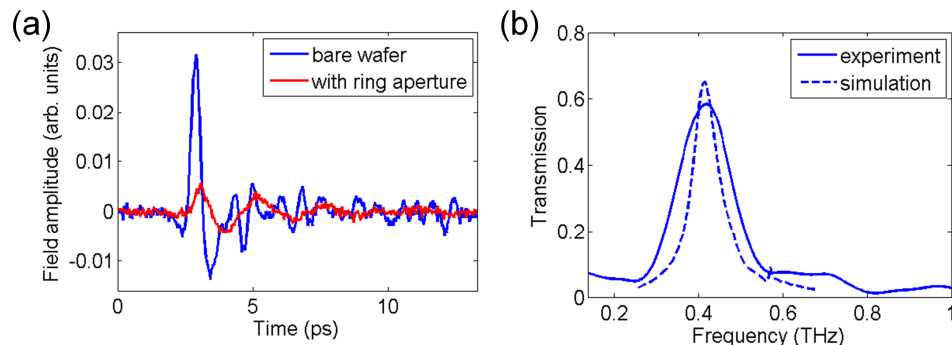 (a)
Field amplitude (arb. units)
0.03
0.02
0.01
0
-0.01
bare wafer
with ring aperture
0
5
10
Time (ps)
(b)
Transmission
0.8
0.6
0.4
0.2
0
experiment
simulation
0.2
0.4
0.6
0.8
1
Frequency (THz)